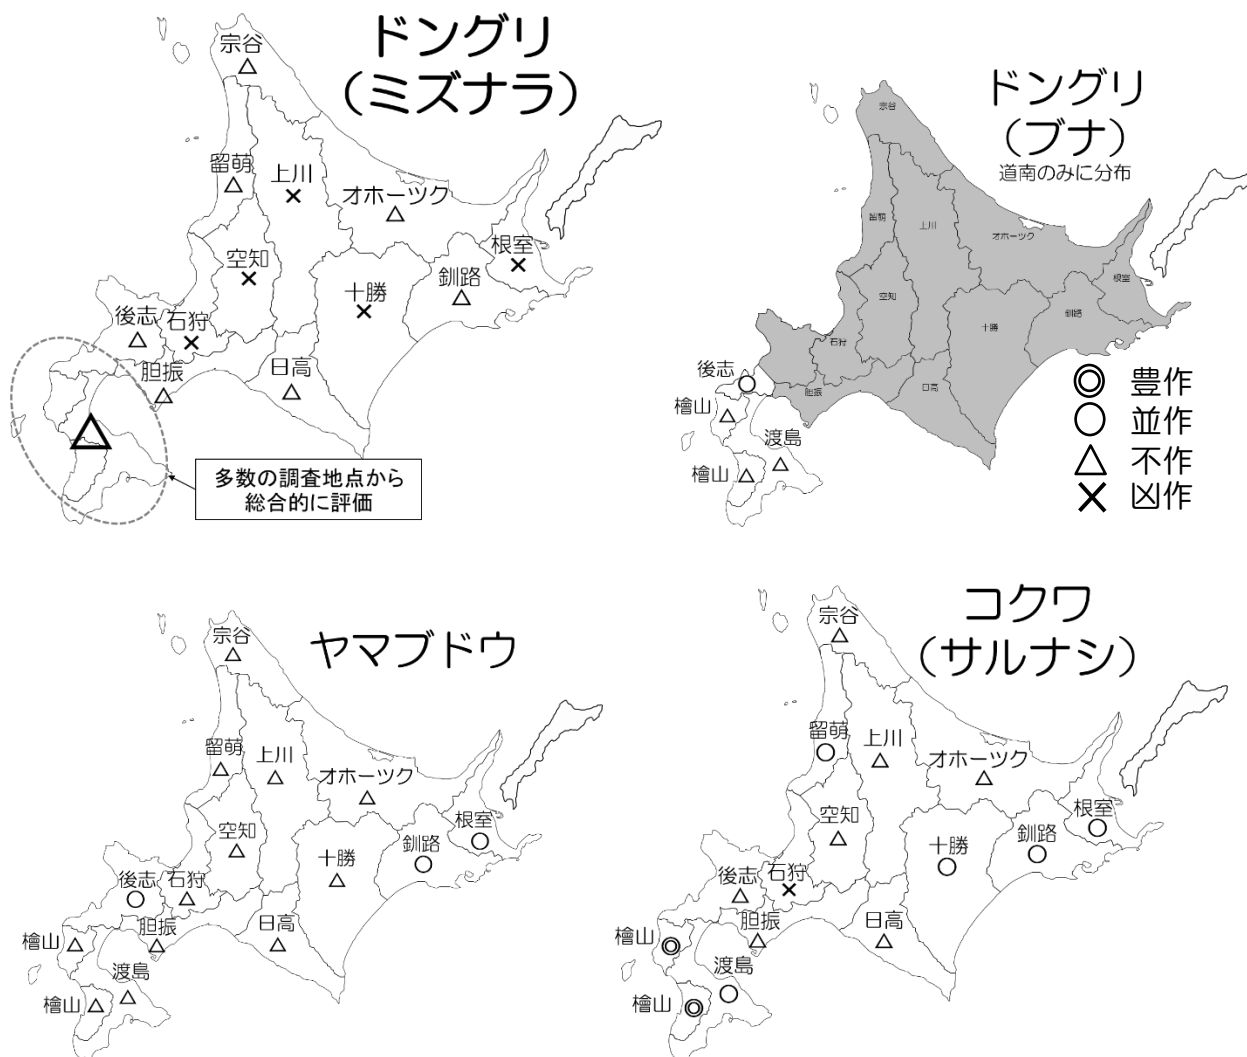 ドングリ
(ミズナラ)
宗谷
△
留萌
△
上川
×
オホーツク
△
根室
×
空知
×
釧路
△
十勝
×
後志
△
石狩
×
日高
△
胆振
△
△
多数の調査地点から
総合的に評価
ドングリ
(ブナ)
道南のみに分布
宗谷
留萌
上川
オホーツク
根室
空知
釧路
十勝
石狩
日高
胆振
後志
○
檜山
△
渡島
△
檜山
△
◎ 豊作
○ 並作
△ 不作
× 凶作
ヤマブドウ
宗谷
△
留萌
△
上川
△
オホーツク
△
根室
○
空知
△
釧路
○
十勝
△
後志
○
石狩
△
日高
△
胆振
△
檜山
△
渡島
△
檜山
△
コクワ
(サルナシ)
宗谷
△
留萌
○
上川
△
オホーツク
△
根室
○
空知
△
釧路
○
十勝
○
後志
△
石狩
×
日高
△
胆振
△
檜山
◎
渡島
○
檜山
◎